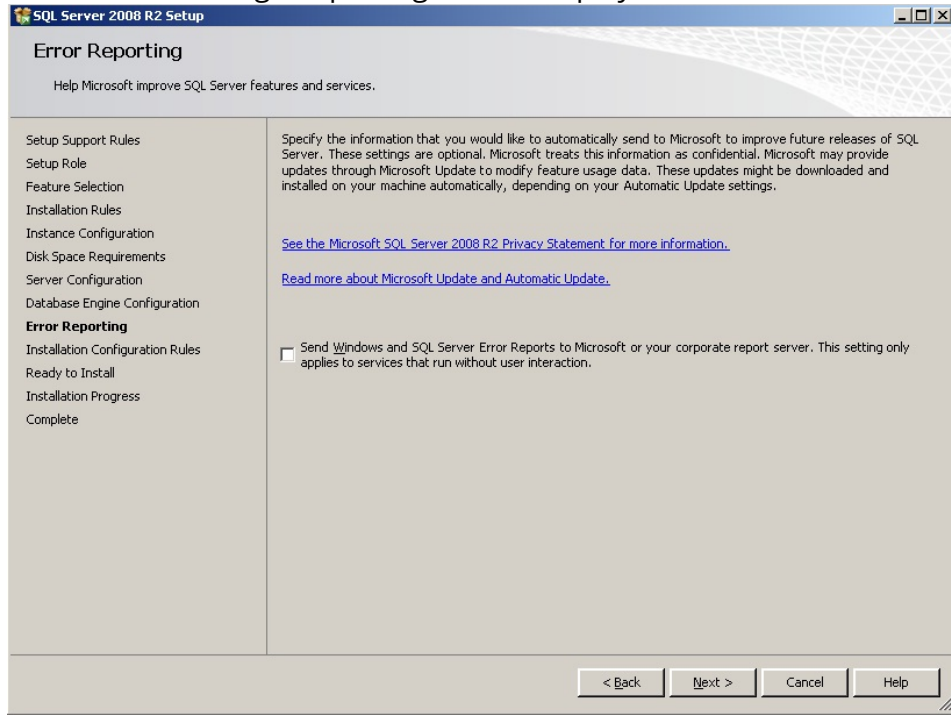 SQL Server 2008 R2 Setup
Error Reporting
Help Microsoft improve SQL Server features and services.
Setup Support Rules
Setup Role
Feature Selection
Installation Rules
Instance Configuration
Disk Space Requirements
Server Configuration
Database Engine Configuration
Error Reporting
Installation Configuration Rules
Ready to Install
Installation Progress
Complete
Specify the information that you would like to automatically send to Microsoft to improve future releases of SQL
Server. These settings are optional. Microsoft treats this information as confidential. Microsoft may provide
updates through Microsoft Update to modify feature usage data. These updates might be downloaded and
installed on your machine automatically, depending on your Automatic Update settings.
See the Microsoft SQL Server 2008 R2 Privacy Statement for more information.
Read more about Microsoft Update and Automatic Update.
Send Windows and SQL Server Error Reports to Microsoft or your corporate report server. This setting only
applies to services that run without user interaction.
< Back
Next >
Cancel
Help